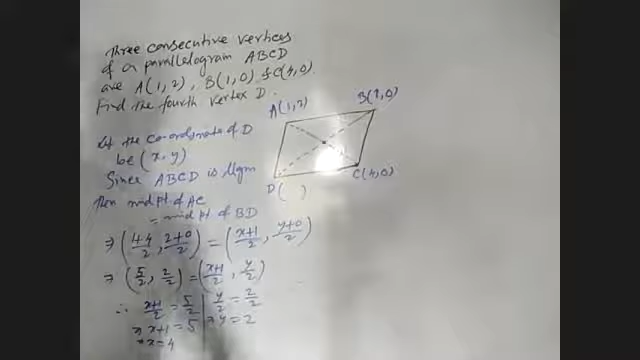 Three consecutive vertices
of a parallelogram ABCD
are A(1,2), B(1,0) & C(4,0).
Find the fourth vertex D.
A(1,2)
B(1,0)
C(4,0)
D( )
Let the co-ordinate of D
be (x, y)
Since ABCD is llgm
Then mid pt of AC
= mid pt of BD
⇒ (4+4/2, 2+0/2) = (x+1/2, y+0/2)
⇒ (5/2, 2/2) = (x+1/2, y/2)
∴ x+1/2 = 5/2 | y/2 = 2/2
⇒ x+1 = 5 | ⇒ y = 2
⇒ x = 4